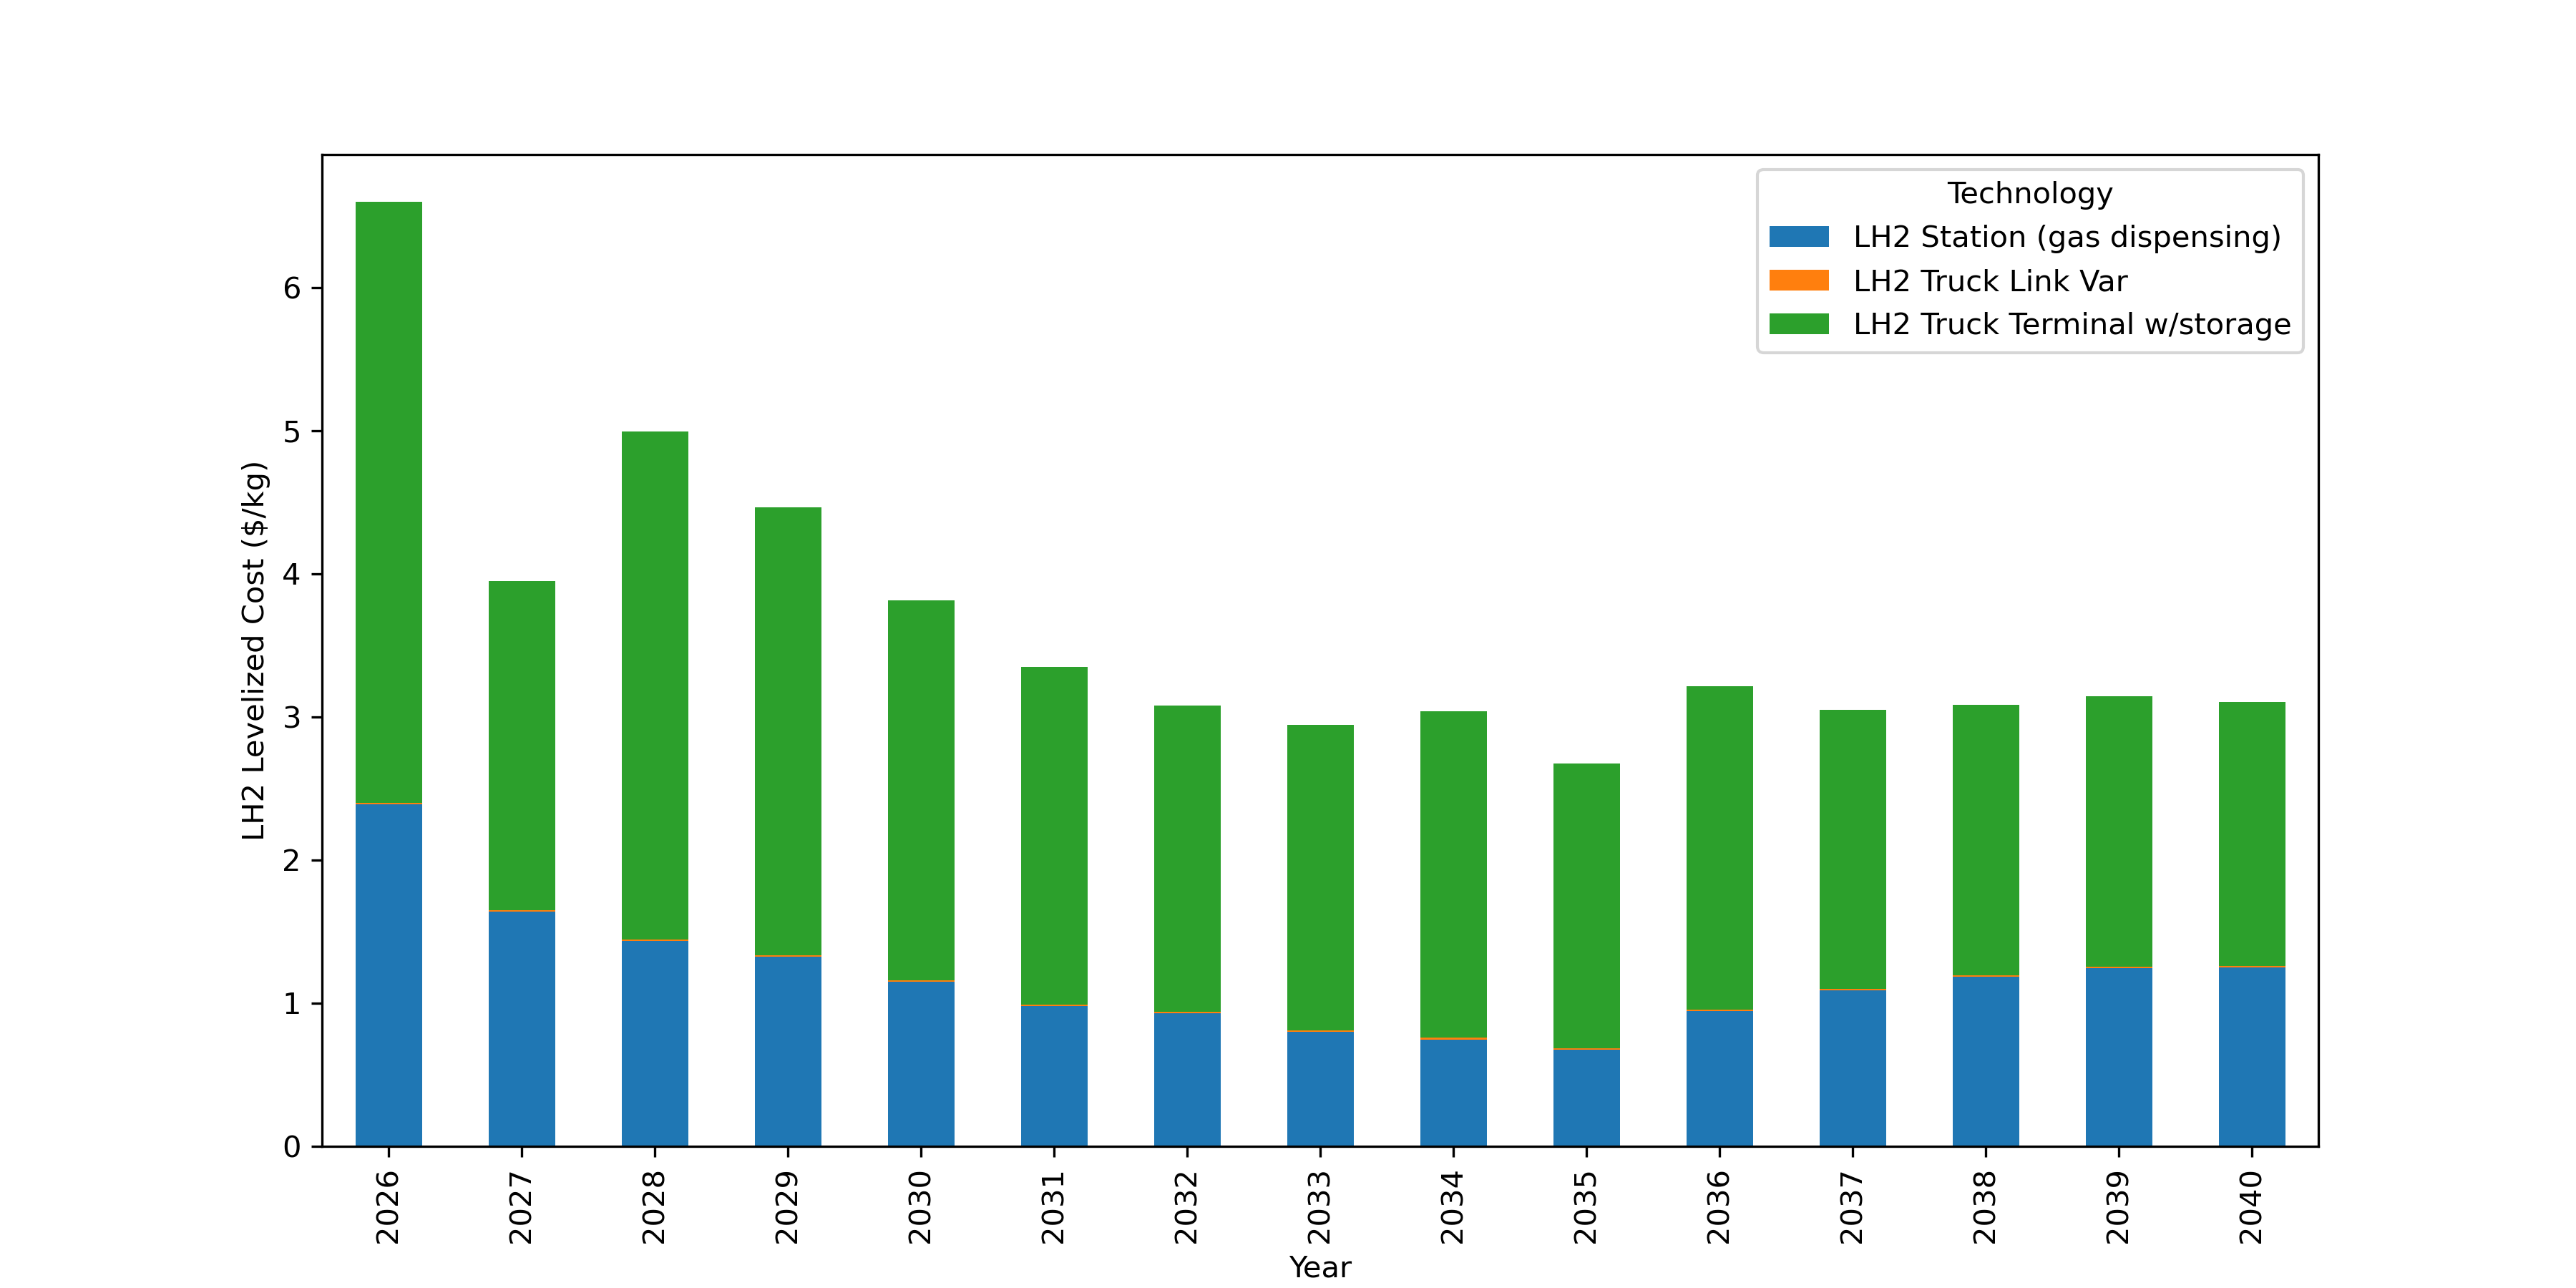 Technology
LH2 Station (gas dispensing)
LH2 Truck Link Var
LH2 Truck Terminal w/storage
LH2 Levelized Cost ($/kg)
6
5
4
3
2
1
0
2026 2027 2028 2029 2030 2031 2032 2033 2034 2035 2036 2037 2038 2039 2040
Year